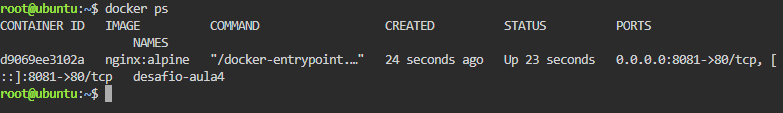 root@ubuntu:~$ docker ps
CONTAINER ID   IMAGE          COMMAND                  CREATED          STATUS          PORTS
                 NAMES
d9069ee3102a   nginx:alpine   "/docker-entrypoint.…"   24 seconds ago   Up 23 seconds   0.0.0.0:8081->80/tcp, [
::]:8081->80/tcp   desafio-aula4
root@ubuntu:~$